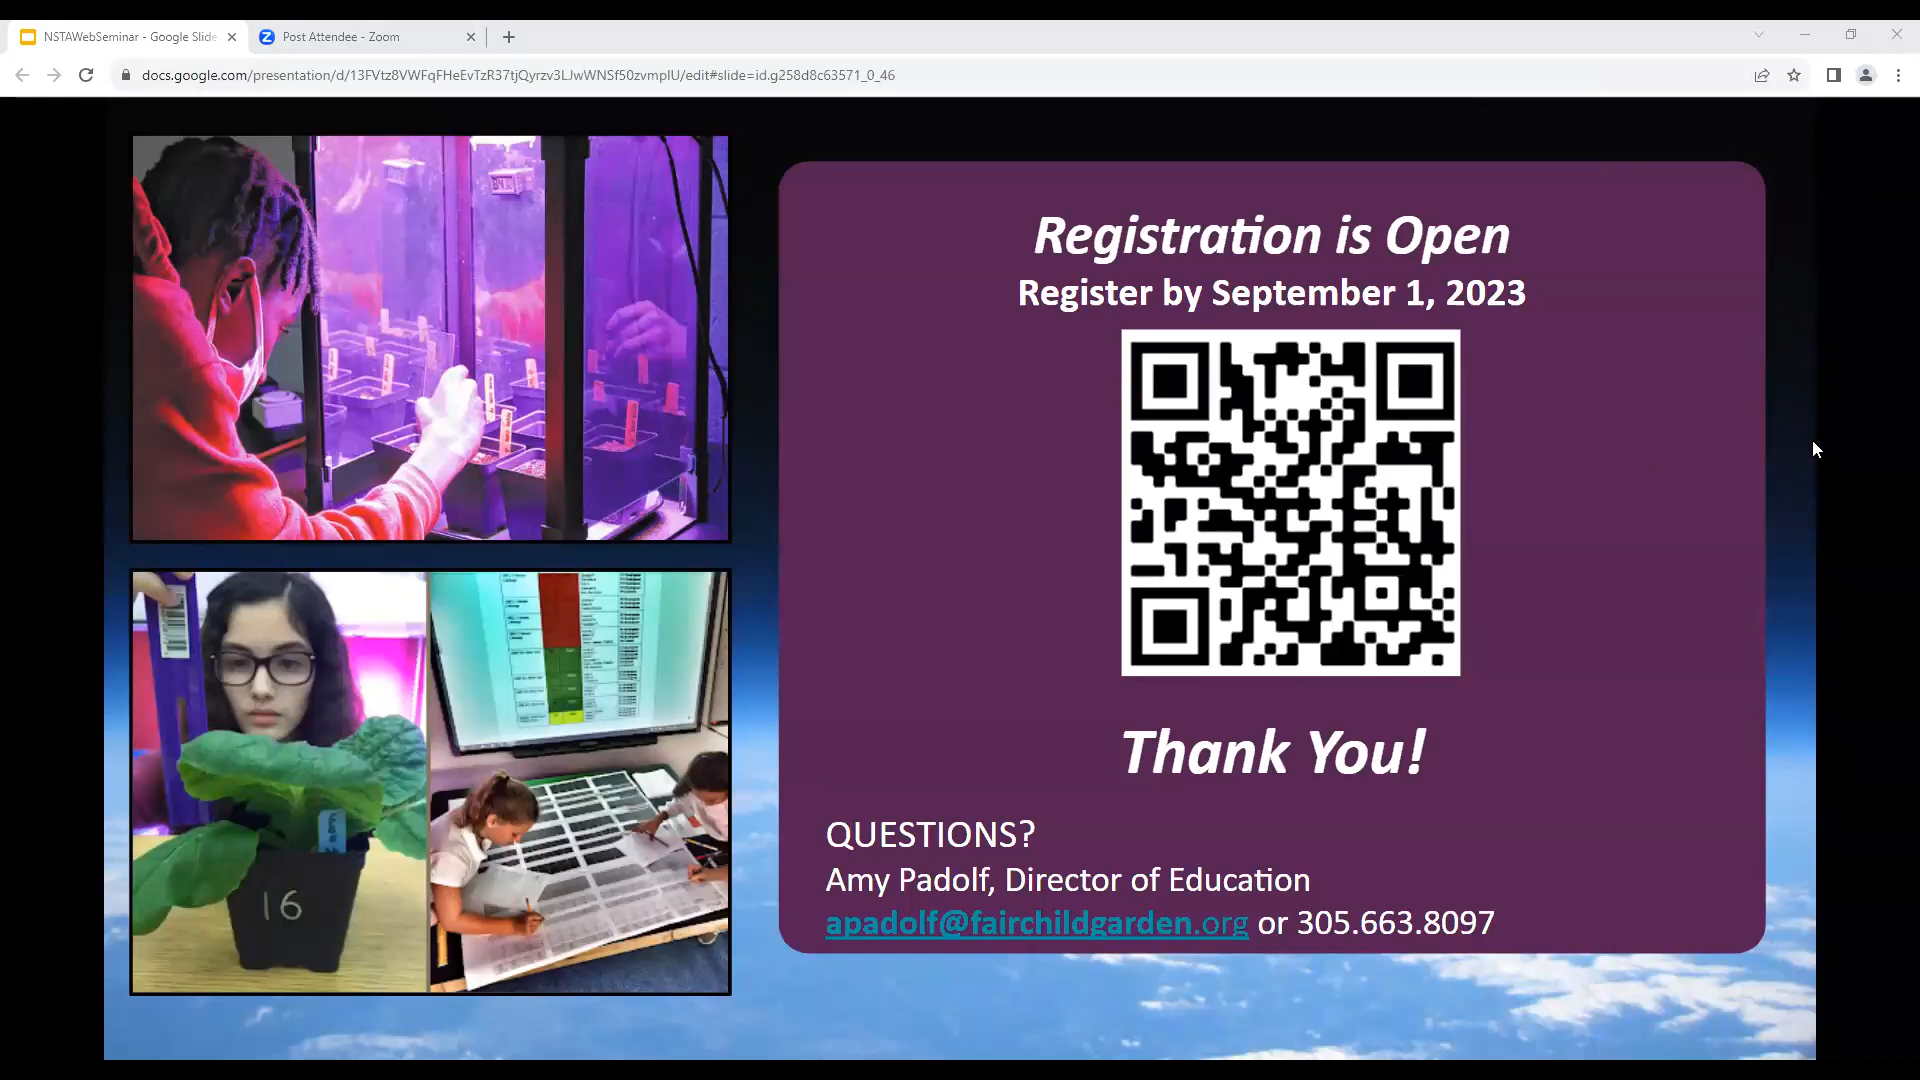 NSTAWebSeminar - Google Slide
Post Attendee - Zoom
docs.google.com/presentation/d/13FVtz8VWFqFHeEvTzR37tjQyrzv3LJwWNSf50zvmpIU/edit#slide=id.g258d8c63571_0_46
Registration is Open
Register by September 1, 2023
Thank You!
16
QUESTIONS?
Amy Padolf, Director of Education
apadolf@fairchildgarden.org or 305.663.8097